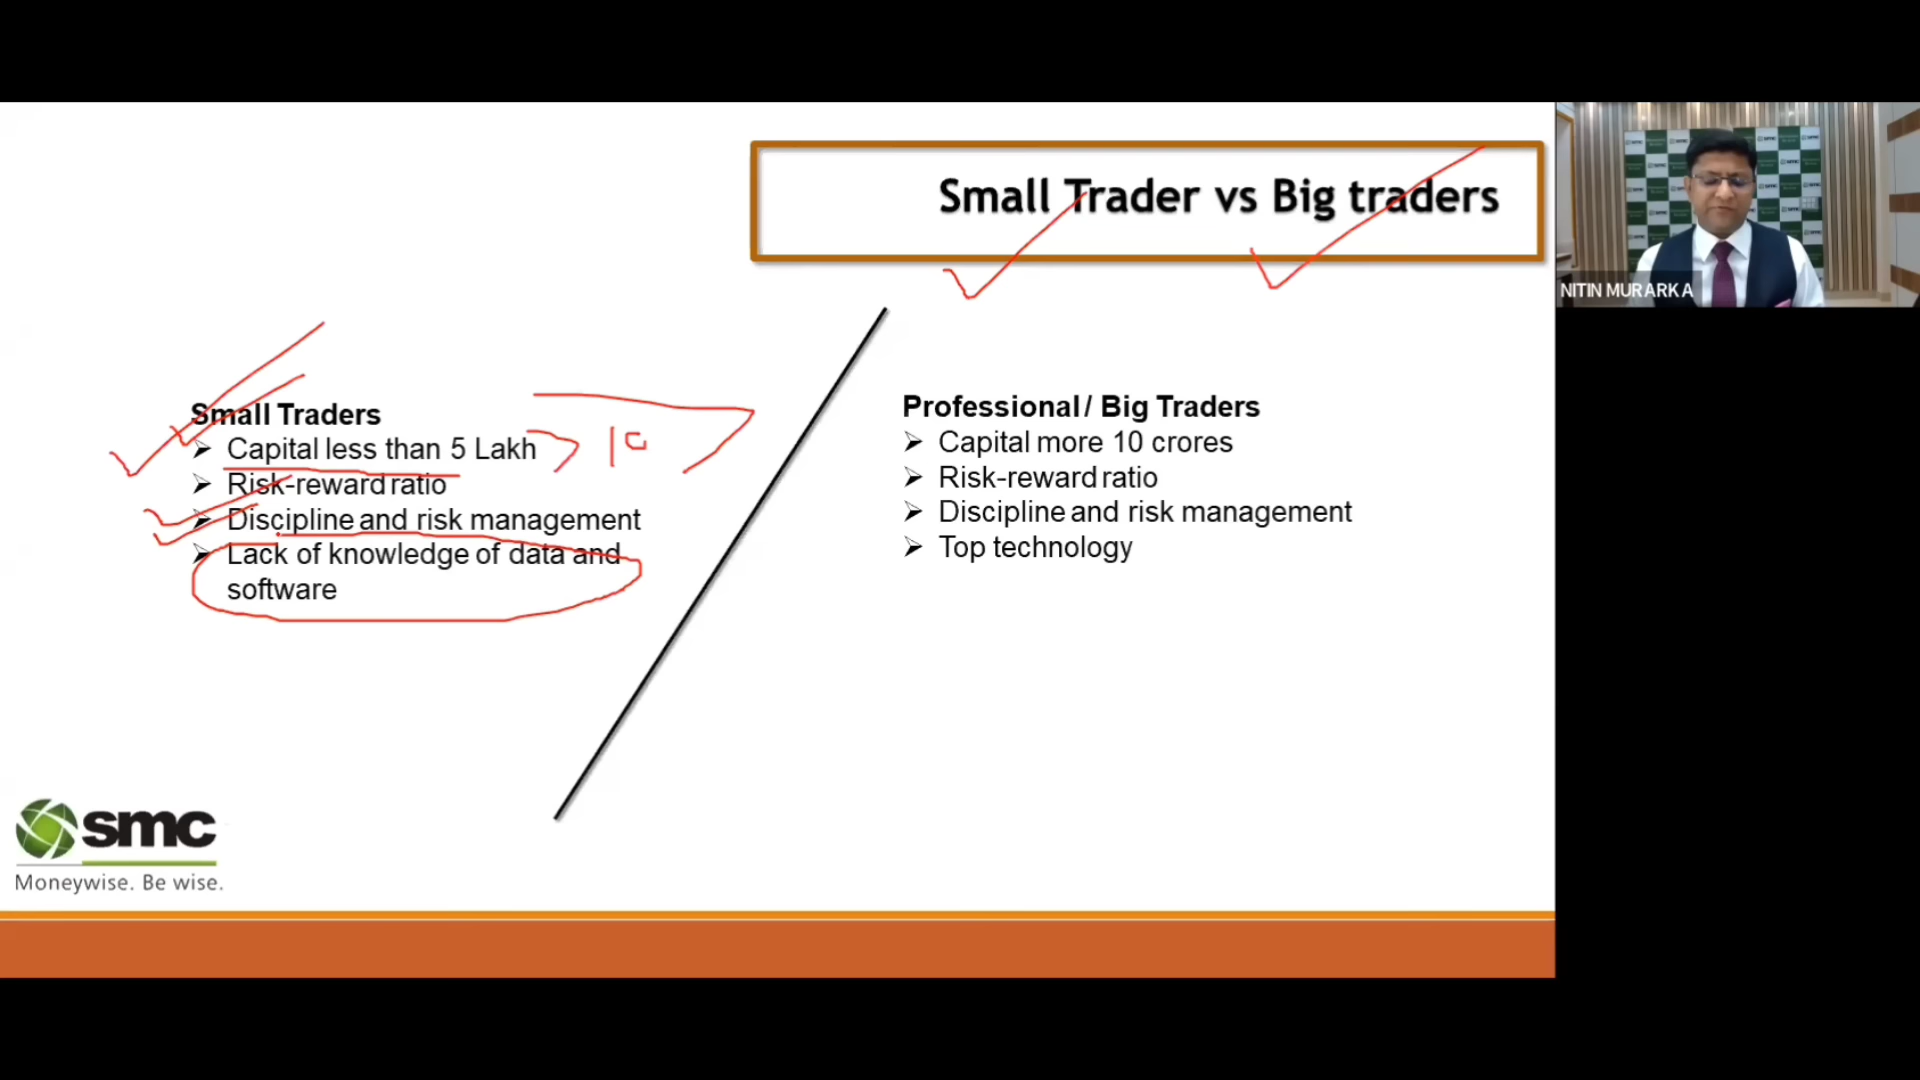 Small Trader vs Big traders
Small Traders
➢ Capital less than 5 Lakh
➢ Risk-reward ratio
➢ Discipline and risk management
➢ Lack of knowledge of data and
software
Professional / Big Traders
➢ Capital more 10 crores
➢ Risk-reward ratio
➢ Discipline and risk management
➢ Top technology
smc
Moneywise. Be wise.
NITIN MURARKA